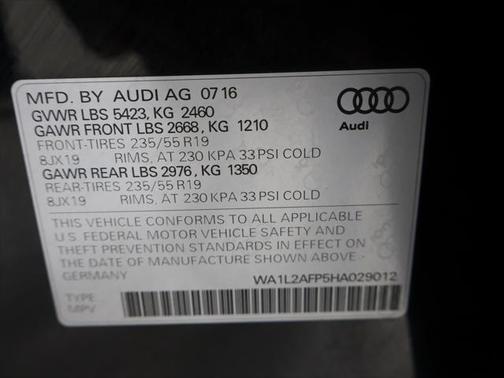 MFD. BY AUDI AG 07 16
GVWR LBS 5423, KG 2460
GAWR FRONT LBS 2668, KG 1210
FRONT-TIRES 235/55 R19
8JX19 RIMS, AT 230 KPA 33 PSI COLD
GAWR REAR LBS 2976, KG 1350
REAR-TIRES 235/55 R19
8JX19 RIMS, AT 230 KPA 33 PSI COLD
Audi
THIS VEHICLE CONFORMS TO ALL APPLICABLE
U.S. FEDERAL MOTOR VEHICLE SAFETY AND
THEFT PREVENTION STANDARDS IN EFFECT ON
THE DATE OF MANUFACTURE SHOWN ABOVE.
GERMANY WA1L2AFP5HA029012
TYPE
MPV